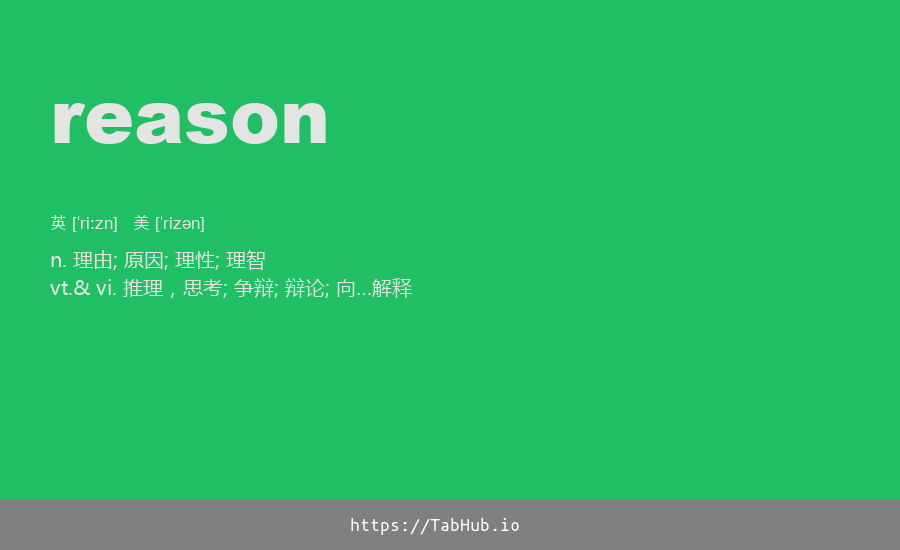 reason
英 [ˈri:zn] 美 [ˈrizən]
n. 理由; 原因; 理性; 理智
vt.& vi. 推理，思考; 争辩; 辩论; 向…解释
https://TabHub.io